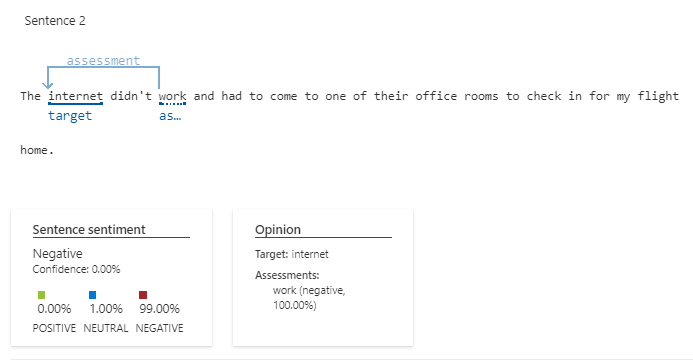 Sentence 2
assessment
The internet didn't work and had to come to one of their office rooms to check in for my flight
target as…
home.
Sentence sentiment
Negative
Confidence: 0.00%
0.00% 1.00% 99.00%
POSITIVE NEUTRAL NEGATIVE
Opinion
Target: internet
Assessments:
work (negative,
100.00%)